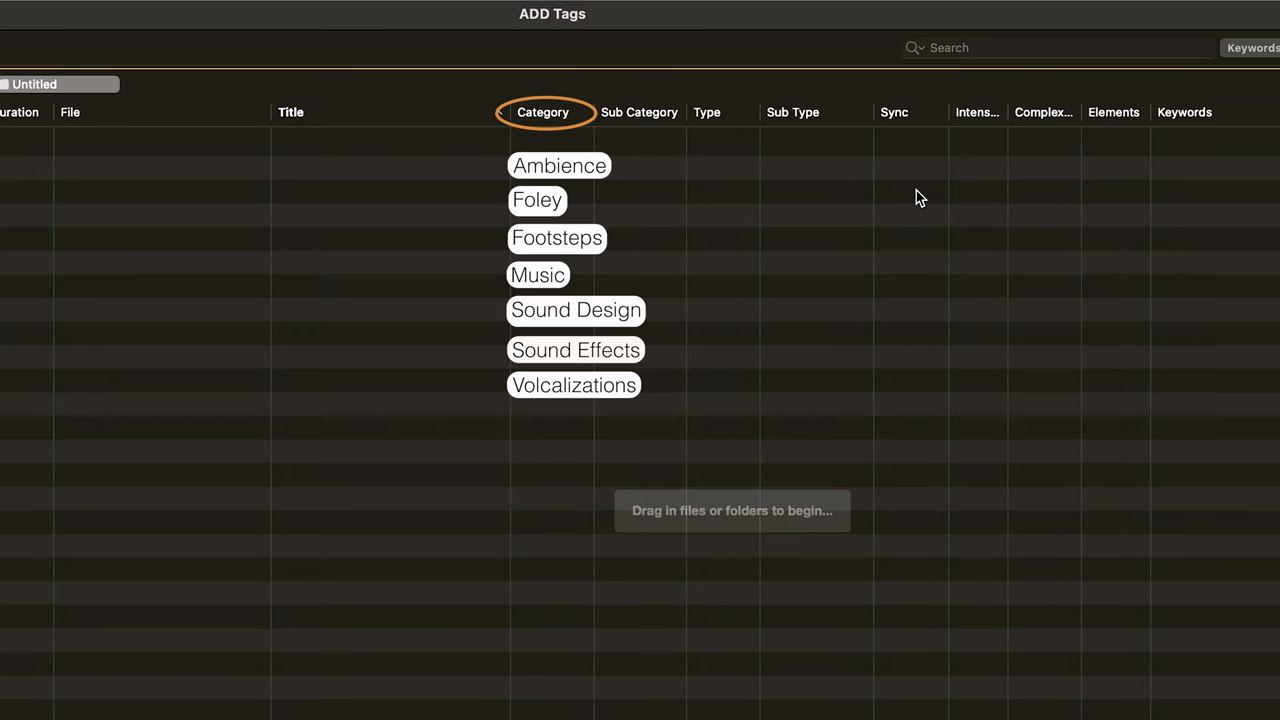 ADD Tags
Search
Keywords
Untitled
uration File Title Category Sub Category Type Sub Type Sync Intens... Complex... Elements Keywords
Ambience
Foley
Footsteps
Music
Sound Design
Sound Effects
Volcalizations
Drag in files or folders to begin...